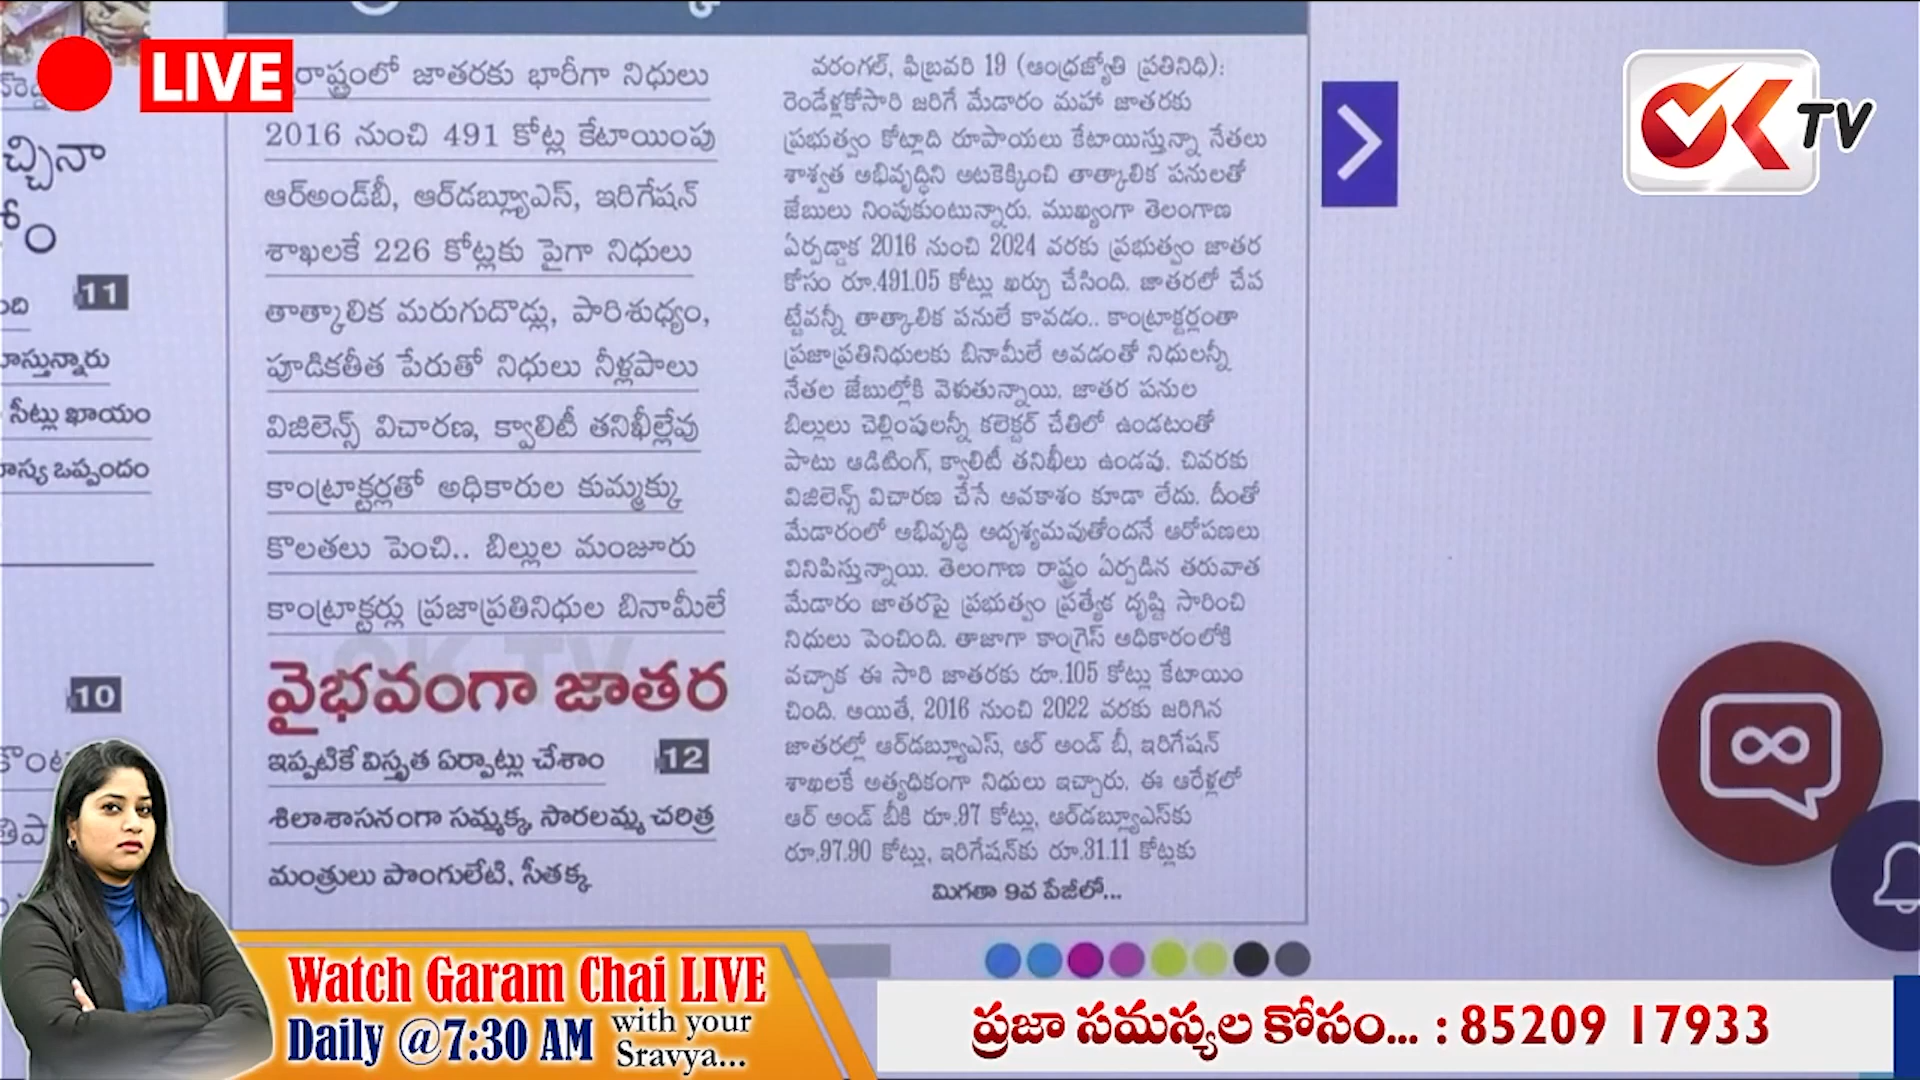 LIVE
OK TV
చ్చినా
11
సీట్లు ఖాయం
ఒప్పందం
10
రాష్ట్రంలో జాతరకు భారీగా నిధులు
2016 నుంచి 491 కోట్ల కేటాయింపు
ఆర్అండ్‌బీ, ఆర్‌డబ్ల్యూఎస్, ఇరిగేషన్
శాఖలకే 226 కోట్లకు పైగా నిధులు
తాత్కాలిక మరుగుదొడ్లు, పారిశుధ్యం,
పూడికతీత పేరుతో నిధులు నీళ్లపాలు
విజిలెన్స్ విచారణ, క్వాలిటీ తనిఖీల్లేవు
కాంట్రాక్టర్లతో అధికారుల కుమ్మక్కు
కొలతలు పెంచి.. బిల్లుల మంజూరు
కాంట్రాక్టర్లు ప్రజాప్రతినిధుల బినామీలే
వైభవంగా జాతర
ఇప్పటికే విస్తృత ఏర్పాట్లు చేశాం 12
శిలాశాసనంగా సమ్మక్క, సారలమ్మ చరిత్ర
మంత్రులు పొంగులేటి, సీతక్క
వరంగల్, ఫిబ్రవరి 19 (ఆంధ్రజ్యోతి ప్రతినిధి):
రెండేళ్లకోసారి జరిగే మేడారం మహా జాతరకు
ప్రభుత్వం కోట్లాది రూపాయలు కేటాయిస్తున్నా నేతలు
శాశ్వత అభివృద్ధిని అటకెక్కించి తాత్కాలిక పనులతో
జేబులు నింపుకుంటున్నారు. ముఖ్యంగా తెలంగాణ
ఏర్పడ్డాక 2016 నుంచి 2024 వరకు ప్రభుత్వం జాతర
కోసం రూ.491.05 కోట్లు ఖర్చు చేసింది. జాతరలో చేప
ట్టేవన్నీ తాత్కాలిక పనులే కావడం.. కాంట్రాక్టర్లంతా
ప్రజాప్రతినిధులకు బినామీలే అవడంతో నిధులన్నీ
నేతల జేబుల్లోకి వెళుతున్నాయి. జాతర పనుల
బిల్లులు చెల్లింపులన్నీ కలెక్టర్ చేతిలో ఉండటంతో
పాటు ఆడిటింగ్, క్వాలిటీ తనిఖీలు ఉండవు. చివరకు
విజిలెన్స్ విచారణ చేసే అవకాశం కూడా లేదు. దీంతో
మేడారంలో అభివృద్ధి అదృశ్యమవుతోందనే ఆరోపణలు
వినిపిస్తున్నాయి. తెలంగాణ రాష్ట్రం ఏర్పడిన తరువాత
మేడారం జాతరపై ప్రభుత్వం ప్రత్యేక దృష్టి సారించి
నిధులు పెంచింది. తాజాగా కాంగ్రెస్ అధికారంలోకి
వచ్చాక ఈ సారి జాతరకు రూ.105 కోట్లు కేటాయిం
చింది. అయితే, 2016 నుంచి 2022 వరకు జరిగిన
జాతరల్లో ఆర్‌డబ్ల్యూఎస్, ఆర్ అండ్ బీ, ఇరిగేషన్
శాఖలకే అత్యధికంగా నిధులు ఇచ్చారు. ఈ ఆరేళ్లలో
ఆర్ అండ్ బీకి రూ.97 కోట్లు, ఆర్‌డబ్ల్యూఎస్‌కు
రూ.97.90 కోట్లు, ఇరిగేషన్‌కు రూ.31.11 కోట్లకు
మిగతా 9వ పేజీలో...
Watch Garam Chai LIVE
Daily @7:30 AM with your
Sravya...
ప్రజా సమస్యల కోసం... : 85209 17933